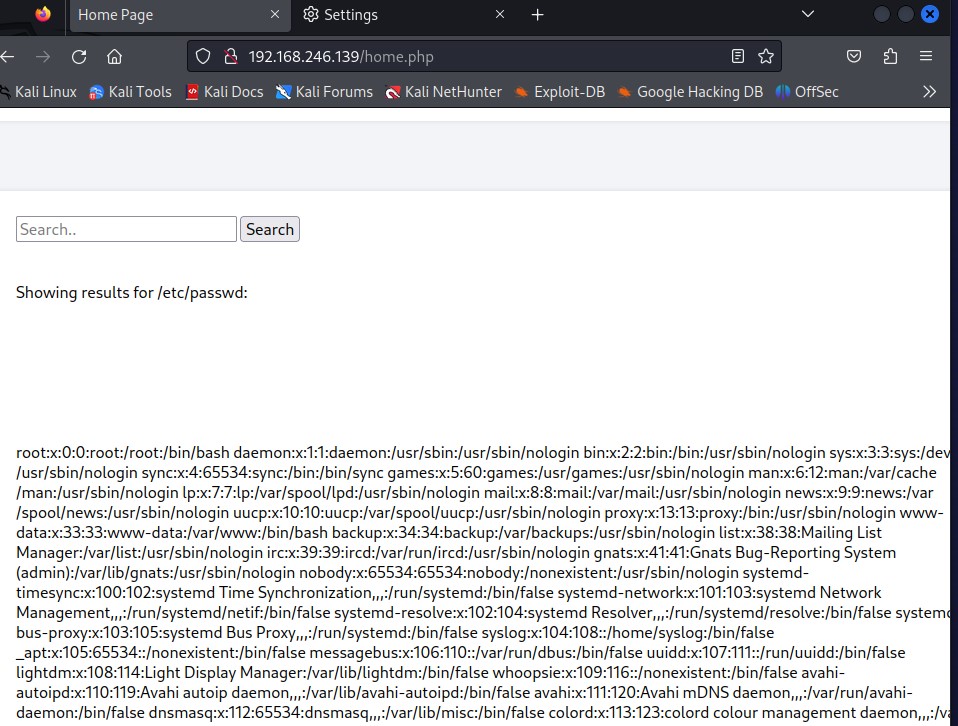 Home Page
Settings
192.168.246.139/home.php
Kali Linux Kali Tools Kali Docs Kali Forums Kali NetHunter Exploit-DB Google Hacking DB OffSec
Search.. Search
Showing results for /etc/passwd:
root:x:0:0:root:/root:/bin/bash daemon:x:1:1:daemon:/usr/sbin:/usr/sbin/nologin bin:x:2:2:bin:/bin:/usr/sbin/nologin sys:x:3:3:sys:/dev
/usr/sbin/nologin sync:x:4:65534:sync:/bin:/bin/sync games:x:5:60:games:/usr/games:/usr/sbin/nologin man:x:6:12:man:/var/cache
/man:/usr/sbin/nologin lp:x:7:7:lp:/var/spool/lpd:/usr/sbin/nologin mail:x:8:8:mail:/var/mail:/usr/sbin/nologin news:x:9:9:news:/var
/spool/news:/usr/sbin/nologin uucp:x:10:10:uucp:/var/spool/uucp:/usr/sbin/nologin proxy:x:13:13:proxy:/bin:/usr/sbin/nologin www-
data:x:33:33:www-data:/var/www:/bin/bash backup:x:34:34:backup:/var/backups:/usr/sbin/nologin list:x:38:38:Mailing List
Manager:/var/list:/usr/sbin/nologin irc:x:39:39:ircd:/var/run/ircd:/usr/sbin/nologin gnats:x:41:41:Gnats Bug-Reporting System
(admin):/var/lib/gnats:/usr/sbin/nologin nobody:x:65534:65534:nobody:/nonexistent:/usr/sbin/nologin systemd-
timesync:x:100:102:systemd Time Synchronization,,,:/run/systemd:/bin/false systemd-network:x:101:103:systemd Network
Management,,,:/run/systemd/netif:/bin/false systemd-resolve:x:102:104:systemd Resolver,,,:/run/systemd/resolve:/bin/false systemd
bus-proxy:x:103:105:systemd Bus Proxy,,,:/run/systemd:/bin/false syslog:x:104:108::/home/syslog:/bin/false
_apt:x:105:65534::/nonexistent:/bin/false messagebus:x:106:110::/var/run/dbus:/bin/false uuidd:x:107:111::/run/uuidd:/bin/false
lightdm:x:108:114:Light Display Manager:/var/lib/lightdm:/bin/false whoopsie:x:109:116::/nonexistent:/bin/false avahi-
autoipd:x:110:119:Avahi autoip daemon,,,:/var/lib/avahi-autoipd:/bin/false avahi:x:111:120:Avahi mDNS daemon,,,:/var/run/avahi-
daemon:/bin/false dnsmasq:x:112:65534:dnsmasq,,,:/var/lib/misc:/bin/false colord:x:113:123:colord colour management daemon,,,:/va